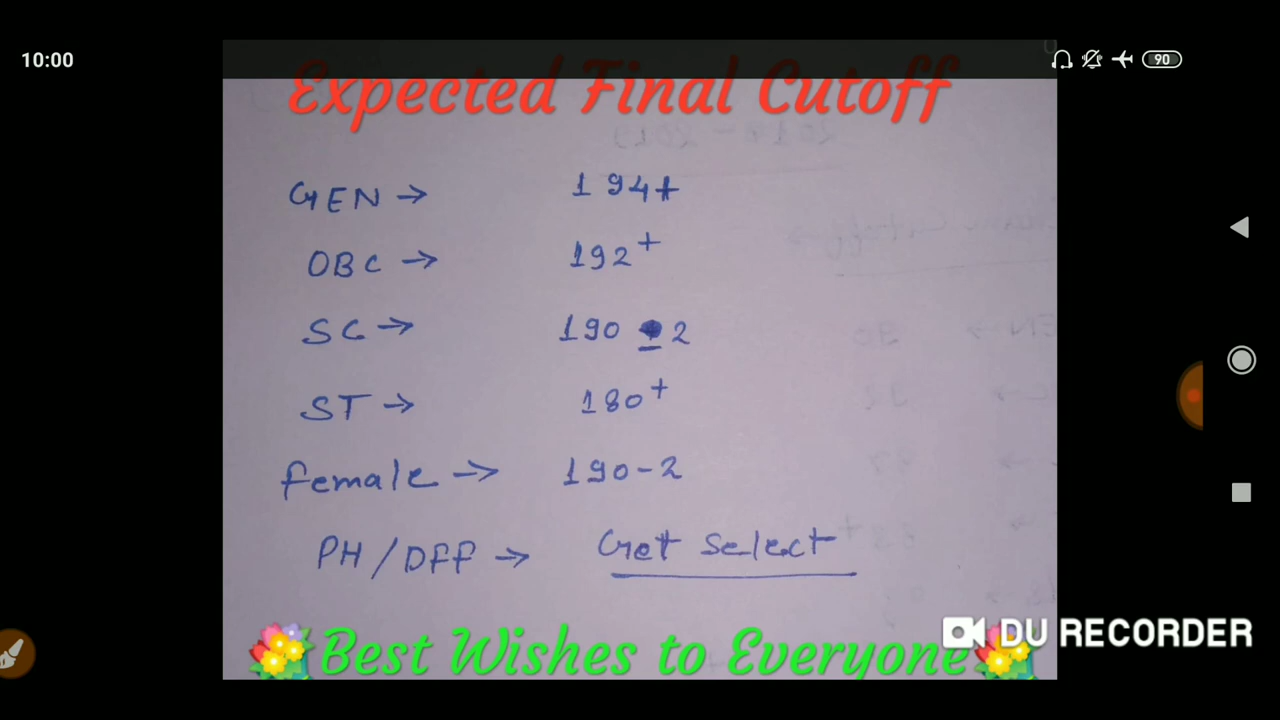 10:00
90
Expected Final Cutoff
GEN → 194+
OBC → 192+
SC → 190 - 2
ST → 180+
female → 190-2
PH/DFF → Get Select
Best Wishes to Everyone
DU RECORDER